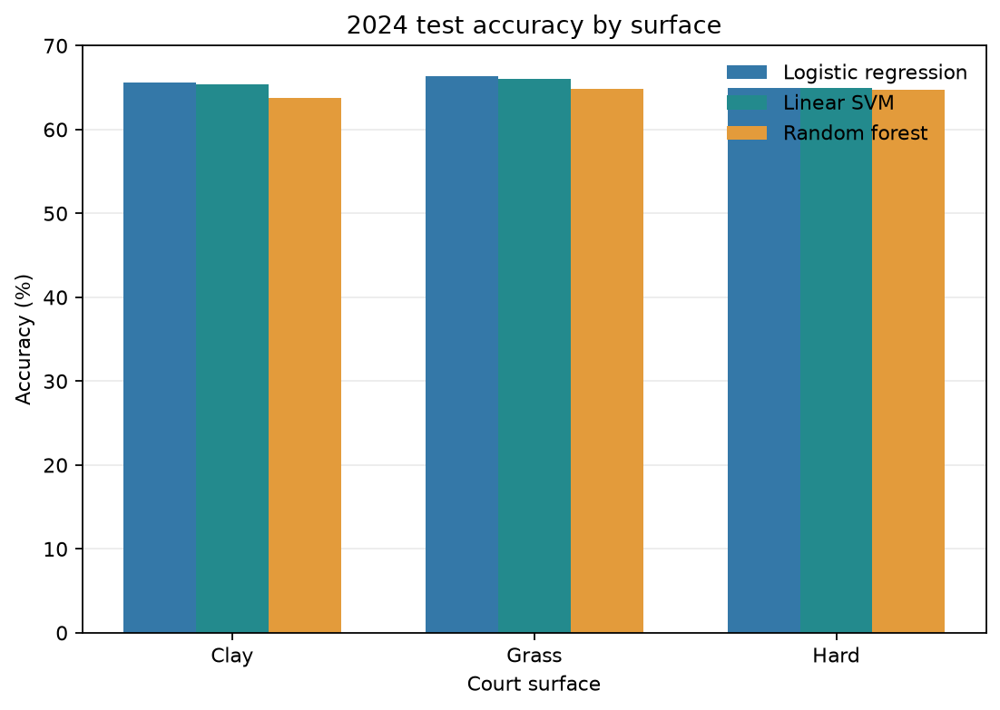 2024 test accuracy by surface
Accuracy (%)
70
60
50
40
30
20
10
0
Logistic regression
Linear SVM
Random forest
Clay
Grass
Hard
Court surface